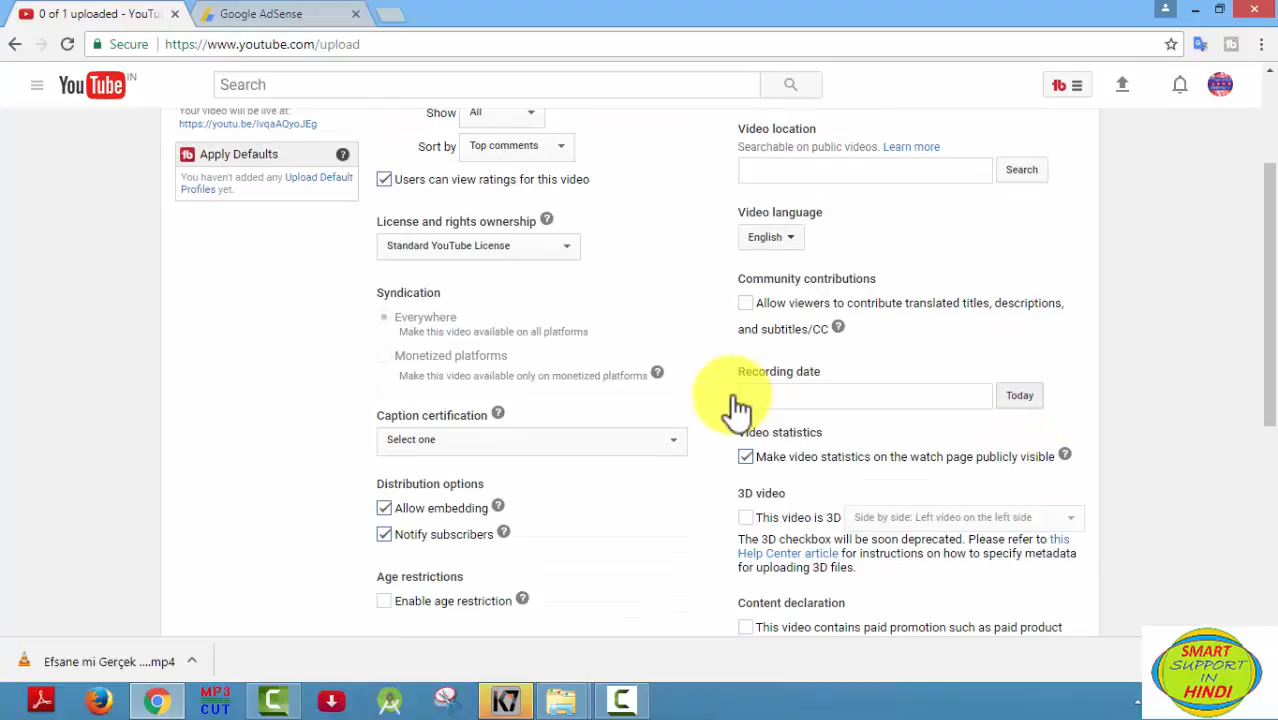 0 of 1 uploaded - YouTu
Google AdSense
Secure
https://www.youtube.com/upload
YouTube IN
Search
Your video will be live at:
https://youtu.be/IvqaAQyoJEg
Apply Defaults
You haven't added any Upload Default
Profiles yet.
Show
All
Sort by
Top comments
Users can view ratings for this video
License and rights ownership
Standard YouTube License
Syndication
Everywhere
Make this video available on all platforms
Monetized platforms
Make this video available only on monetized platforms
Caption certification
Select one
Distribution options
Allow embedding
Notify subscribers
Age restrictions
Enable age restriction
Video location
Searchable on public videos. Learn more
Search
Video language
English
Community contributions
Allow viewers to contribute translated titles, descriptions,
and subtitles/CC
Recording date
Today
Video statistics
Make video statistics on the watch page publicly visible
3D video
This video is 3D
Side by side: Left video on the left side
The 3D checkbox will be soon deprecated. Please refer to this
Help Center article for instructions on how to specify metadata
for uploading 3D files.
Content declaration
This video contains paid promotion such as paid product
Efsane mi Gerçek ....mp4
MP3
CUT
SMART
SUPPORT
IN
HINDI